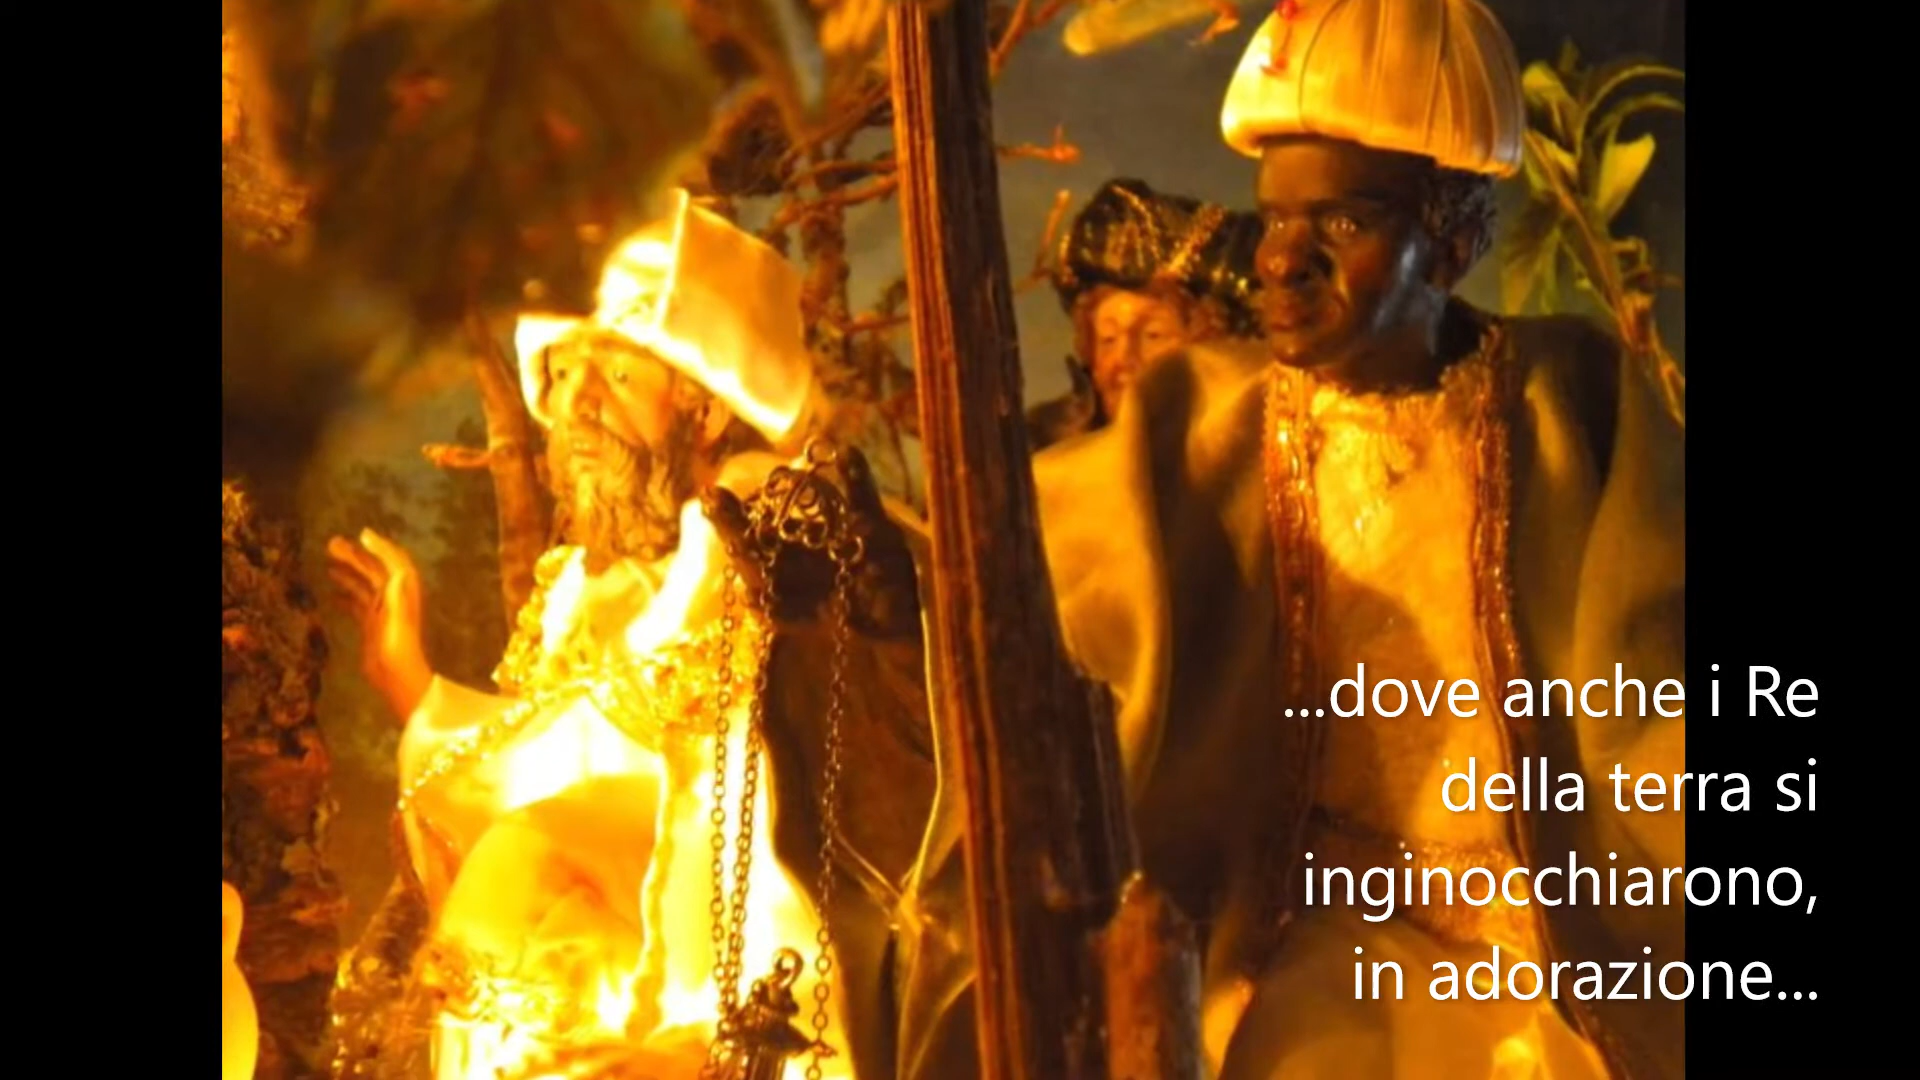 ...dove anche i Re
della terra si
inginocchiarono,
in adorazione...